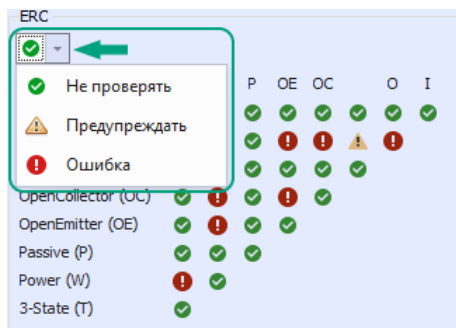 ERC
Не проверять
P OE OC O I
Предупреждать
Ошибка
OpenCollector (OC)
OpenEmitter (OE)
Passive (P)
Power (W)
3-State (T)